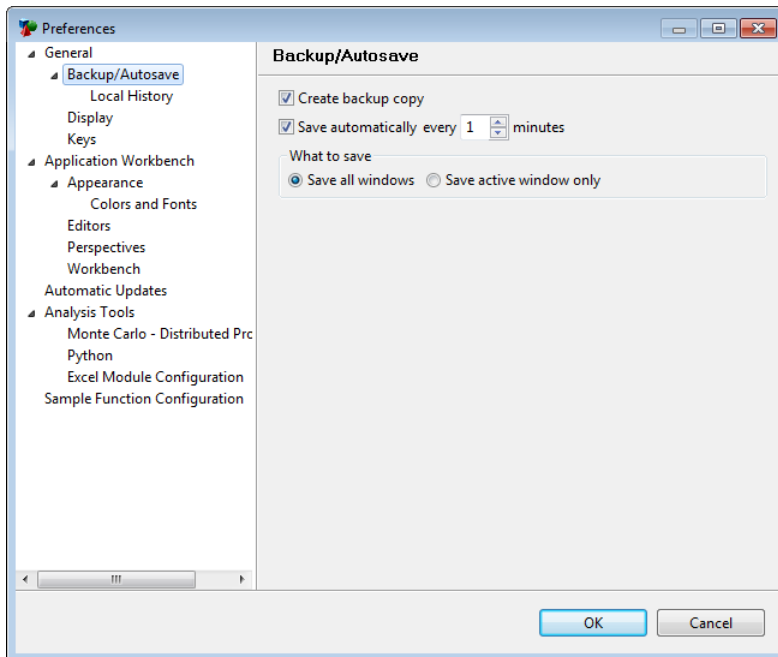 Preferences
General
Backup/Autosave
Local History
Display
Keys
Application Workbench
Appearance
Colors and Fonts
Editors
Perspectives
Workbench
Automatic Updates
Analysis Tools
Monte Carlo - Distributed Prc
Python
Excel Module Configuration
Sample Function Configuration
Backup/Autosave
Create backup copy
Save automatically every 1 minutes
What to save
Save all windows Save active window only
OK Cancel